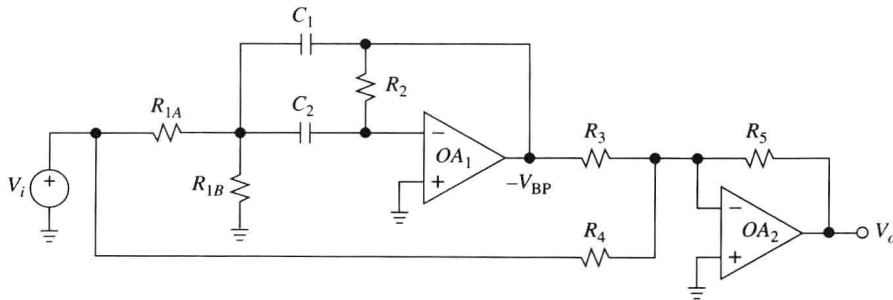 C1
R2
R1A
C2
R3
R5
−
OA1
+
Vi
+
R1B
−VBP
−
OA2
+
Vo
R4